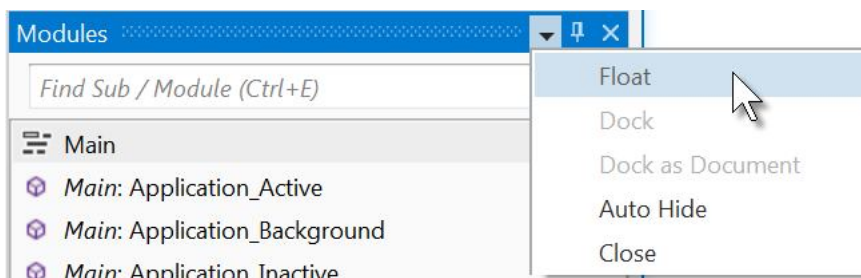 Modules
Find Sub / Module (Ctrl+E)
Main
Main: Application_Active
Main: Application_Background
Main: Application_Inactive
Float
Dock
Dock as Document
Auto Hide
Close